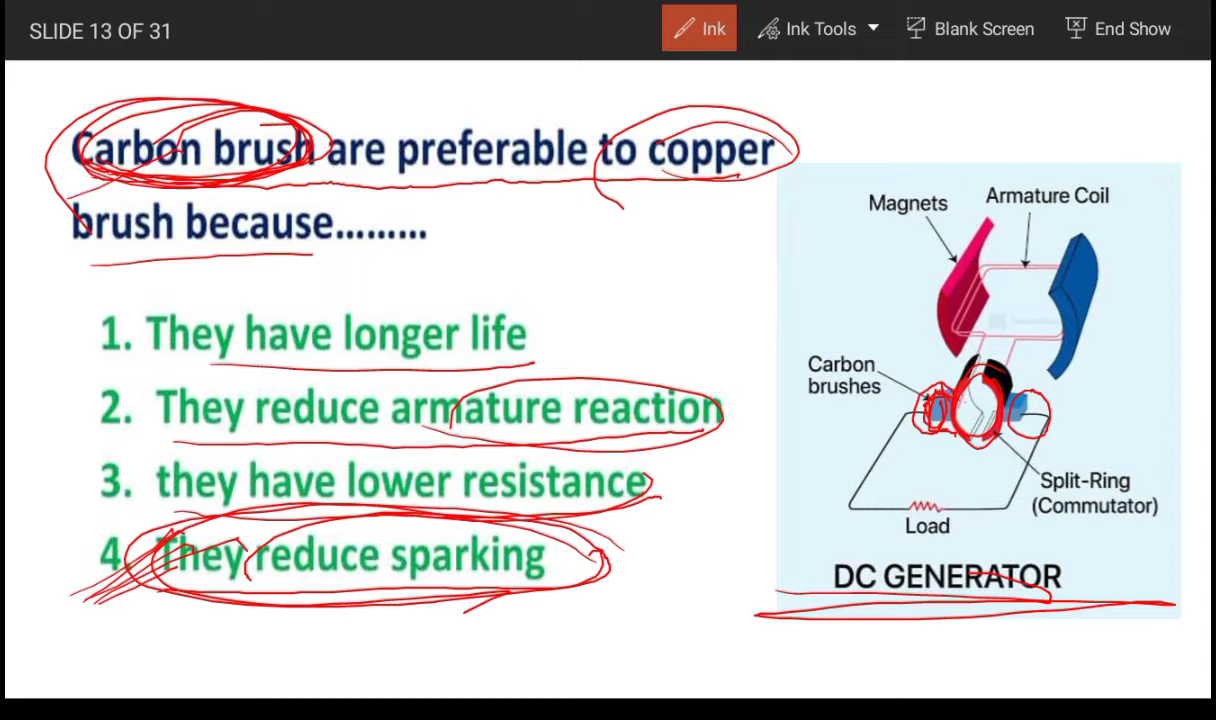 SLIDE 13 OF 31
Ink
Ink Tools
Blank Screen
End Show
Carbon brush are preferable to copper
brush because.........
1. They have longer life
2. They reduce armature reaction
3. they have lower resistance
4. They reduce sparking
Magnets
Armature Coil
Carbon
brushes
Split-Ring
(Commutator)
Load
DC GENERATOR